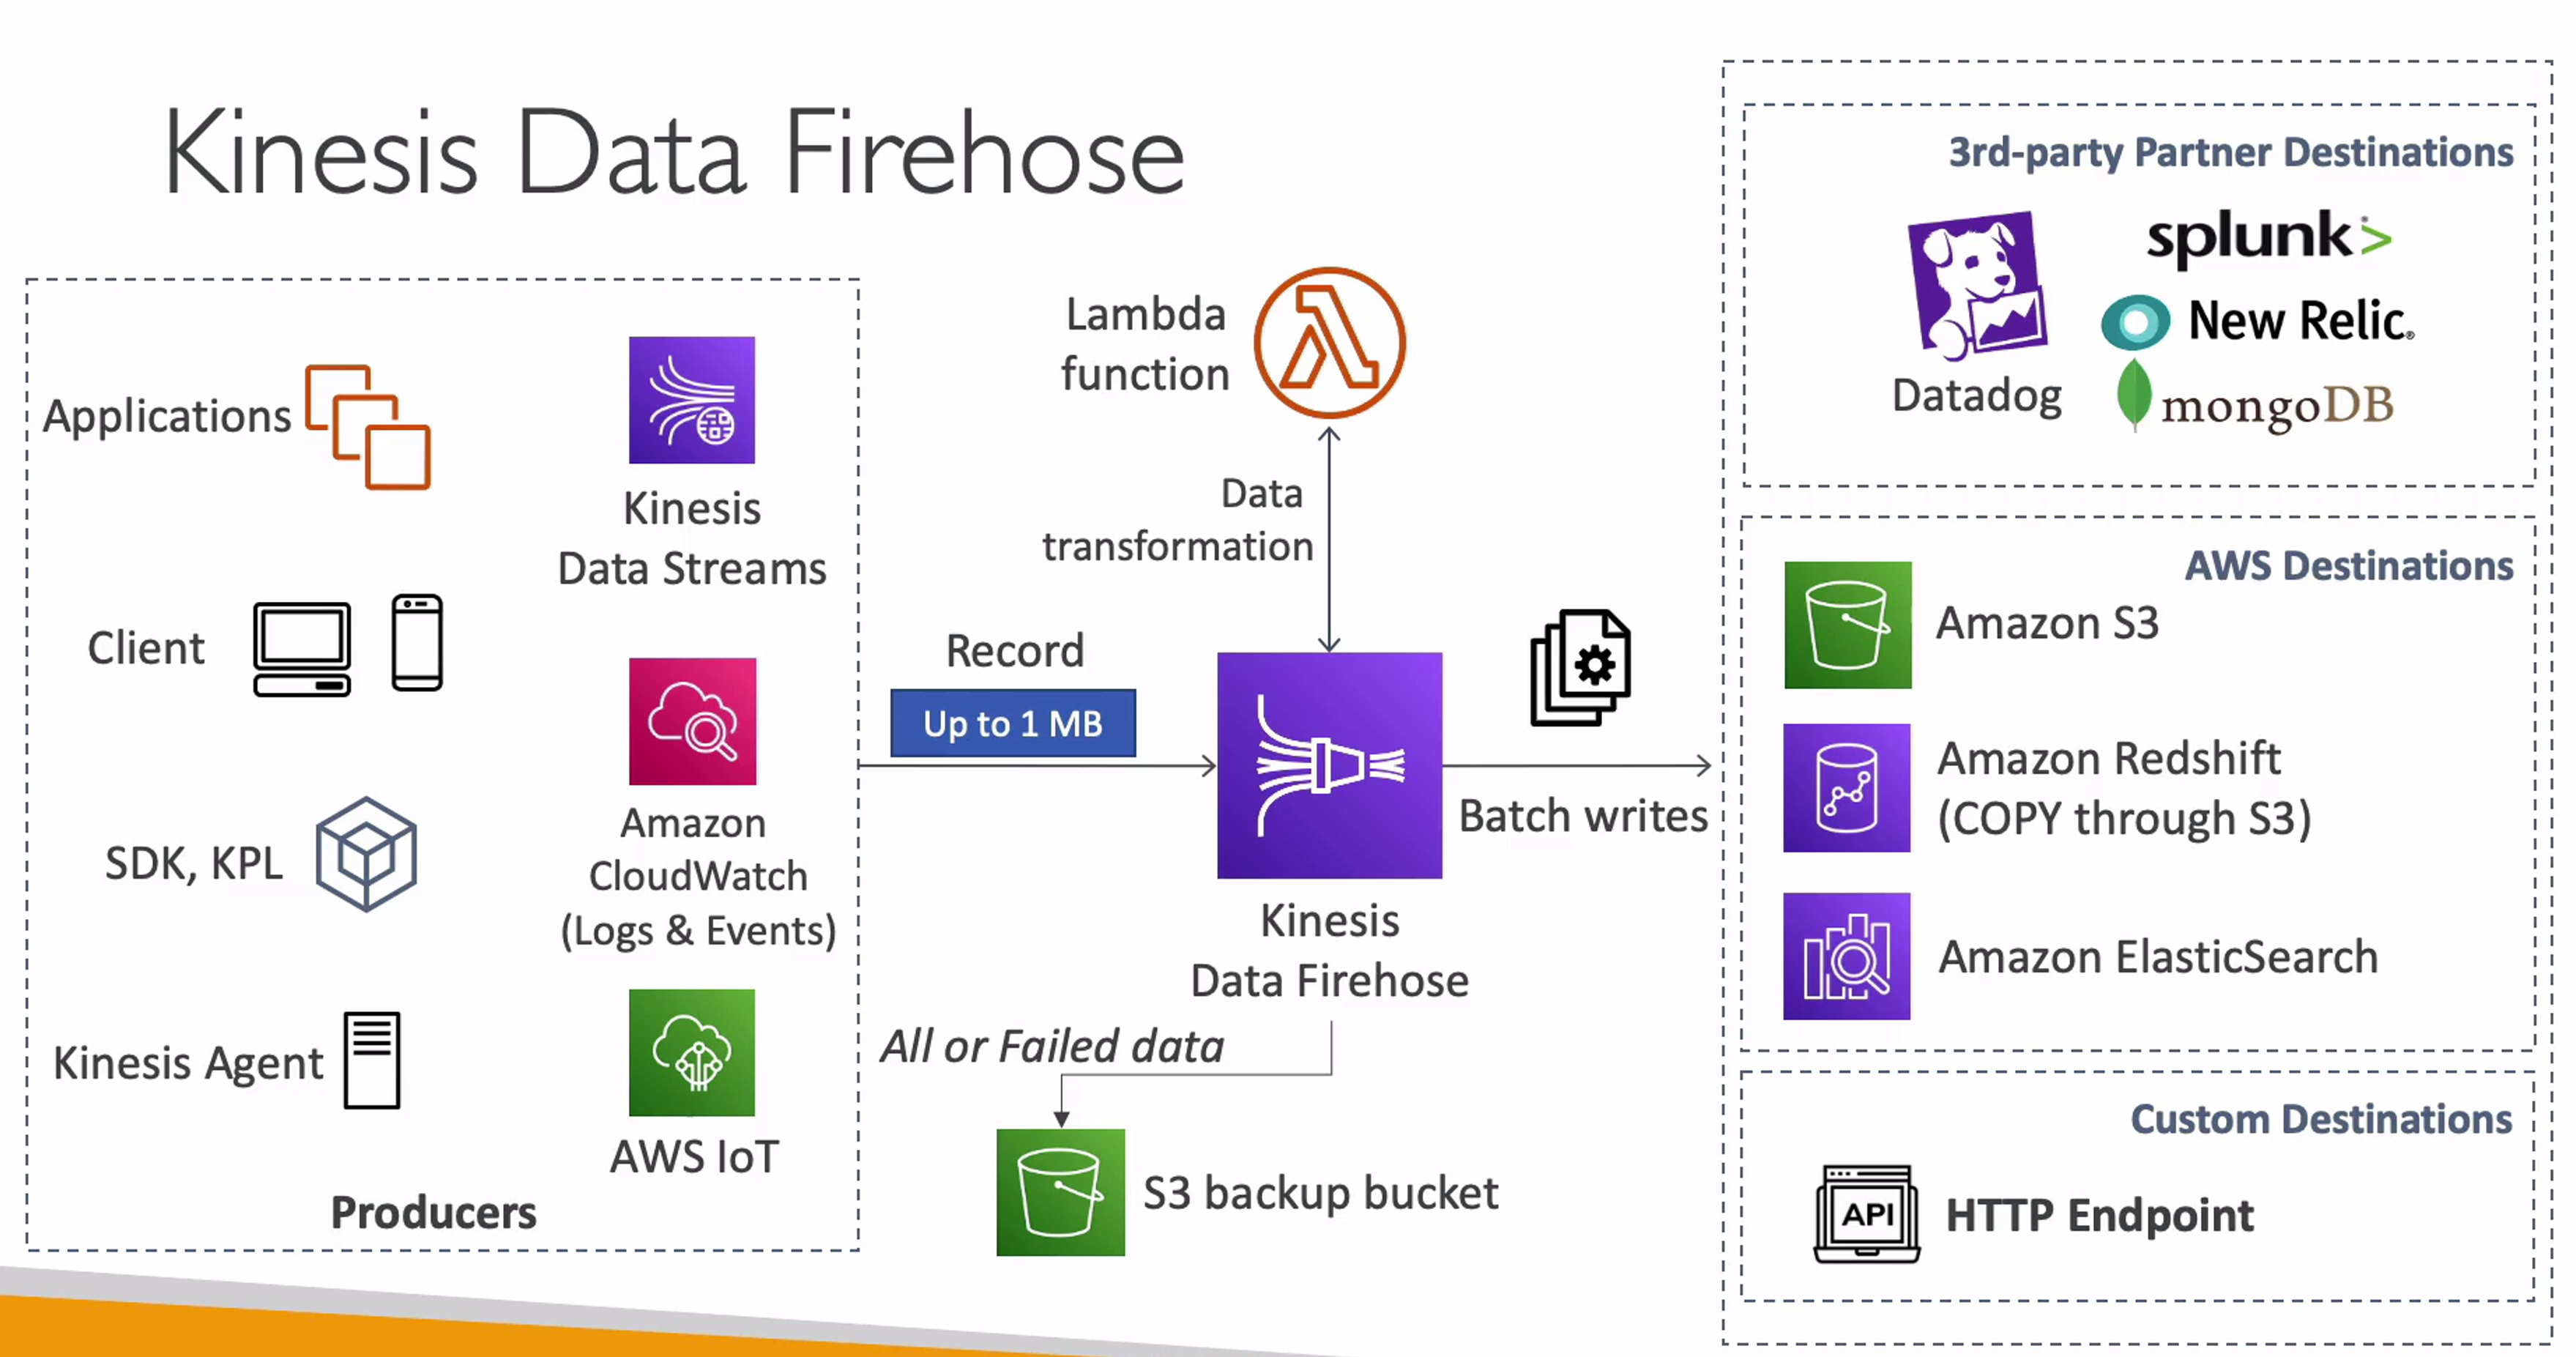 Kinesis Data Firehose
Applications
Client
SDK, KPL
Kinesis Agent
Kinesis
Data Streams
Amazon
CloudWatch
(Logs & Events)
AWS IoT
Producers
Record
Up to 1 MB
Lambda
function
Data
transformation
Kinesis
Data Firehose
All or Failed data
S3 backup bucket
Batch writes
3rd-party Partner Destinations
Datadog
splunk>
New Relic.
mongoDB
AWS Destinations
Amazon S3
Amazon Redshift
(COPY through S3)
Amazon ElasticSearch
Custom Destinations
API
HTTP Endpoint